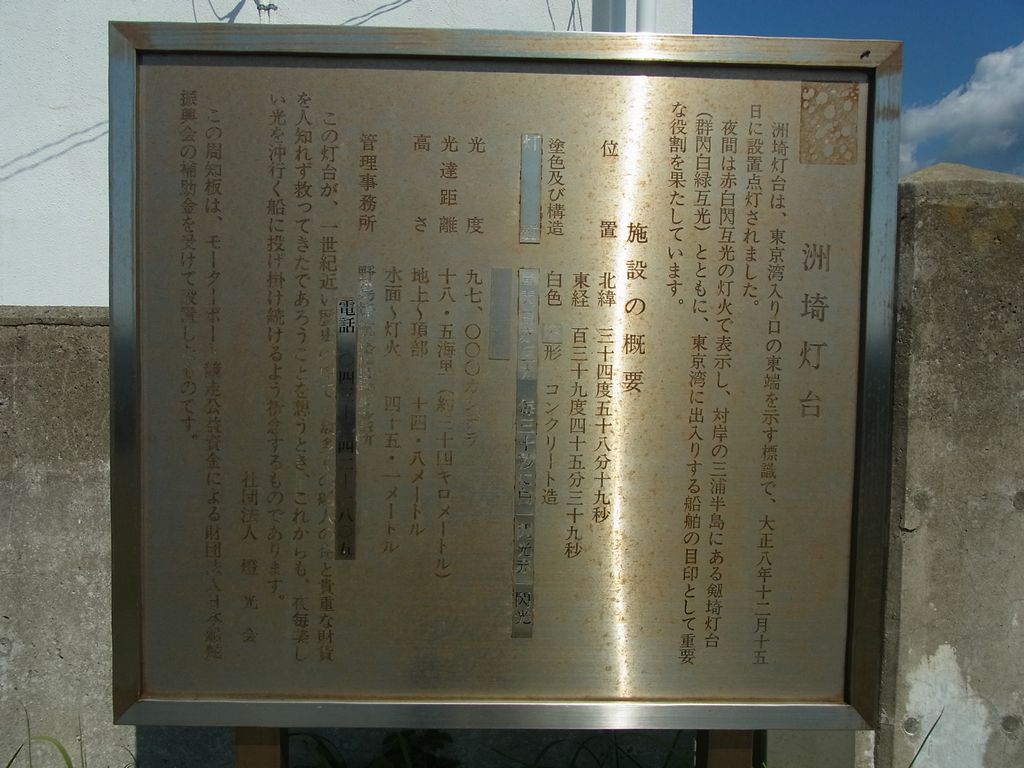 洲埼灯台
洲埼灯台は、東京湾入り口の東端を示す標識で、大正八年十二月十五
日に設置点灯されました。
夜間は赤白閃互光の灯火で表示し、対岸の三浦半島にある剱埼灯台
(群閃白緑互光)とともに、東京湾に出入りする船舶の目印として重要
な役割を果たしています。
施設の概要
位置 北緯 三十四度五十八分十九秒
東経 百三十九度四十五分三十九秒
塗色及び構造 白色 形 コンクリート造
灯 毎三十秒に 閃光
光度 九七、〇〇〇カンデラ
光達距離 十八・五海里(約三十四キロメートル)
高さ 地上~頂部 十四・八メートル
水面~灯火 四十五・一メートル
管理事務所
電話
この灯台が、一世紀近い と貴重な財貨
を人知れず救ってきたであろうことを想うとき、これからも、夜毎美し
い光を沖行く船に投げ掛け続けるよう祈念するものであります。
社団法人 燈光会
この周知板は、モーターボート競走公益資金による財団法人日本船舶
振興会の補助金を受けて設置したものです。